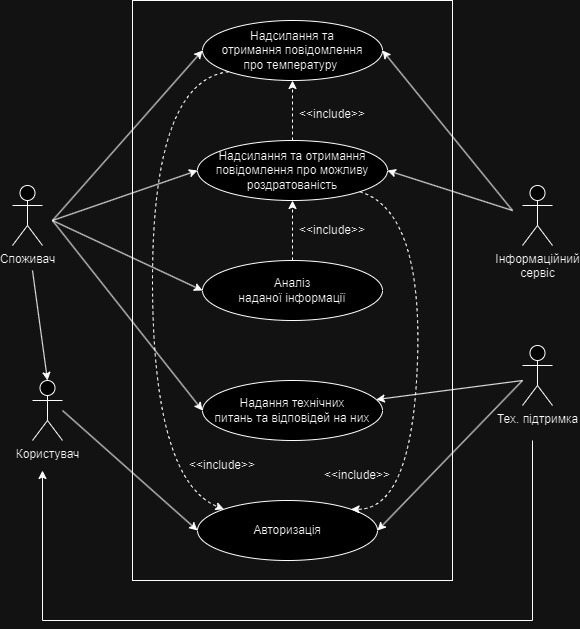 Надсилання та
отримання повідомлення
про температуру
<<include>>
Надсилання та отримання
повідомлення про можливу
роздратованість
<<include>>
Споживач
Інформаційний
сервіс
Аналіз
наданої інформації
Надання технічних
питань та відповідей на них
Тех. підтримка
Користувач
<<include>>
<<include>>
Авторизація